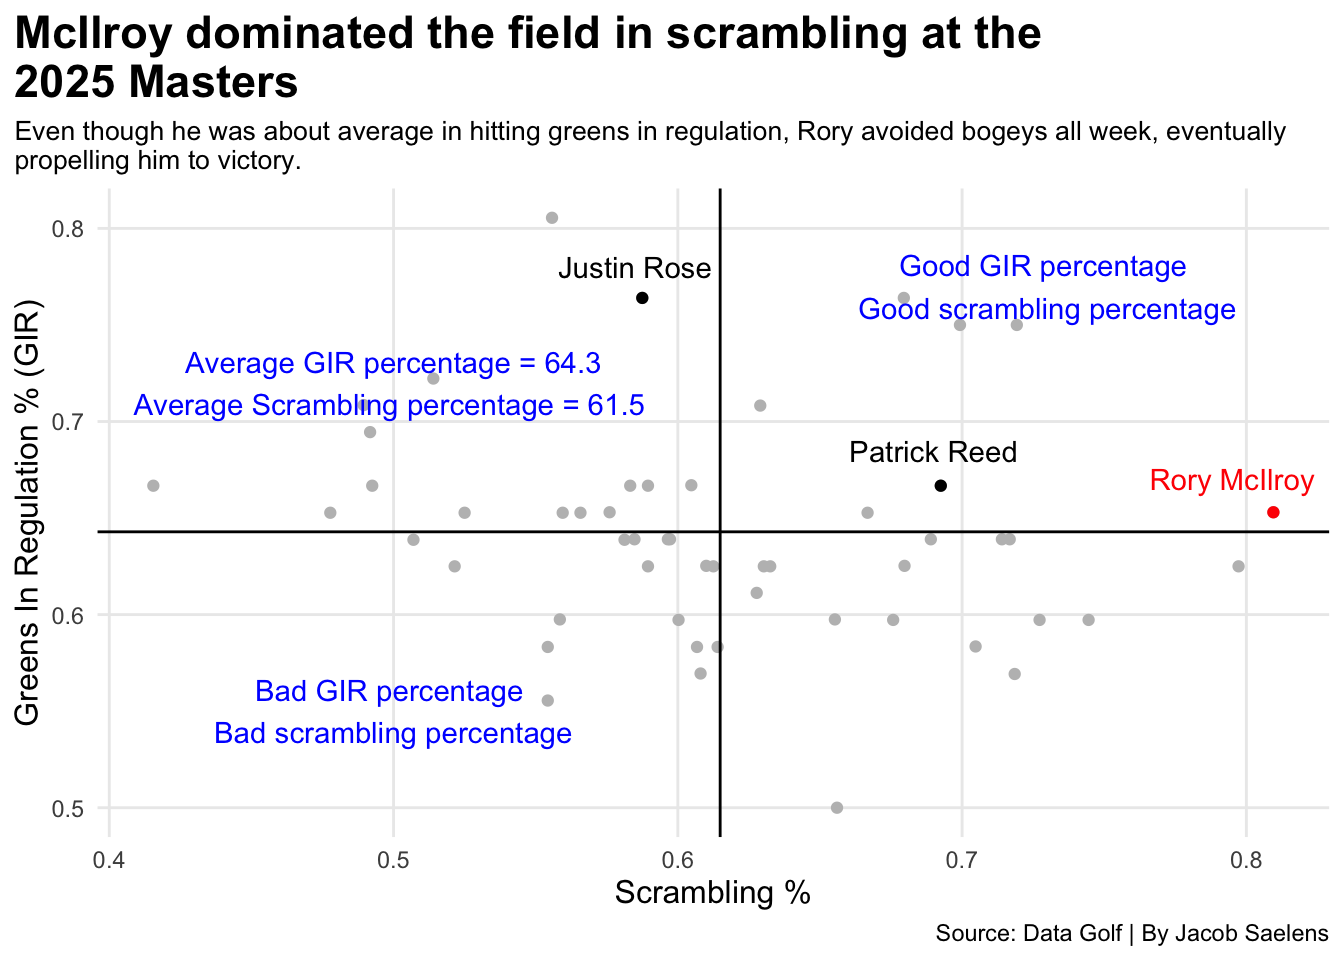 McIlroy dominated the field in scrambling at the
2025 Masters
Even though he was about average in hitting greens in regulation, Rory avoided bogeys all week, eventually
propelling him to victory.
Greens In Regulation % (GIR)
0.8
0.7
0.6
0.5
Justin Rose
Good GIR percentage
Good scrambling percentage
Average GIR percentage = 64.3
Average Scrambling percentage = 61.5
Patrick Reed
Rory McIlroy
Bad GIR percentage
Bad scrambling percentage
0.4 0.5 0.6 0.7 0.8
Scrambling %
Source: Data Golf | By Jacob Saelens